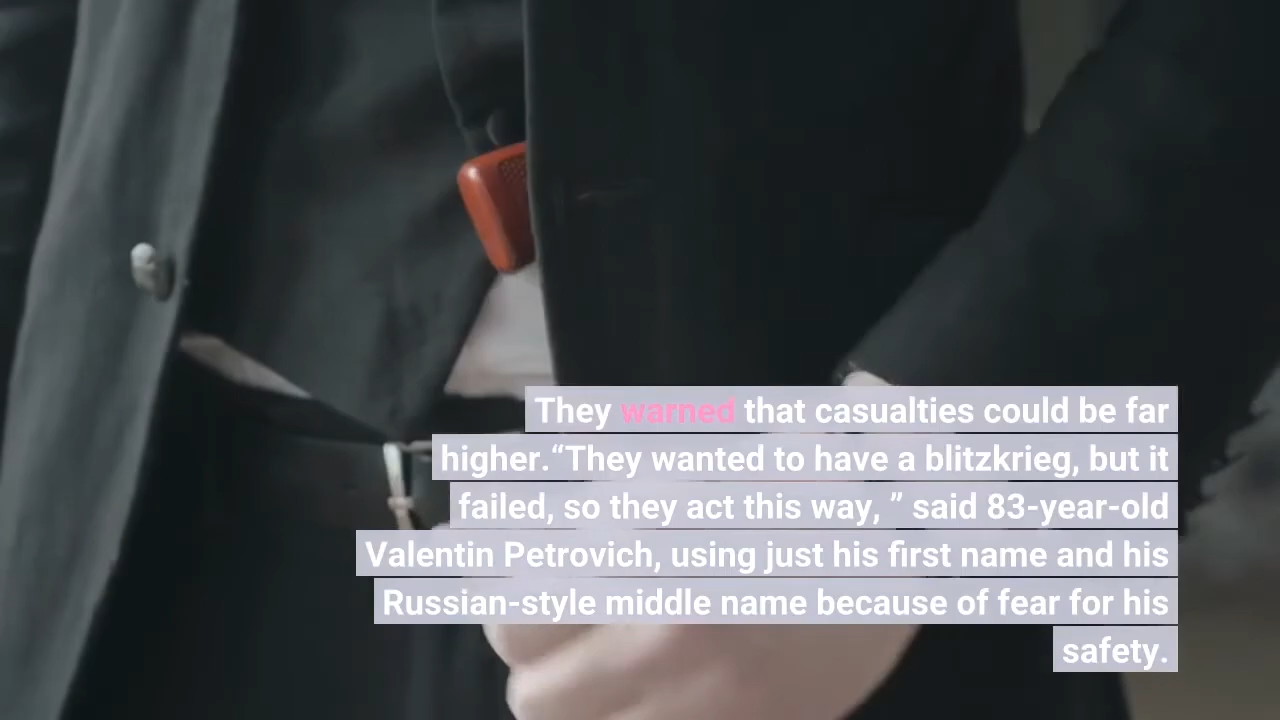 They warned that casualties could be far
higher.“They wanted to have a blitzkrieg, but it
failed, so they act this way, ” said 83-year-old
Valentin Petrovich, using just his first name and his
Russian-style middle name because of fear for his
safety.